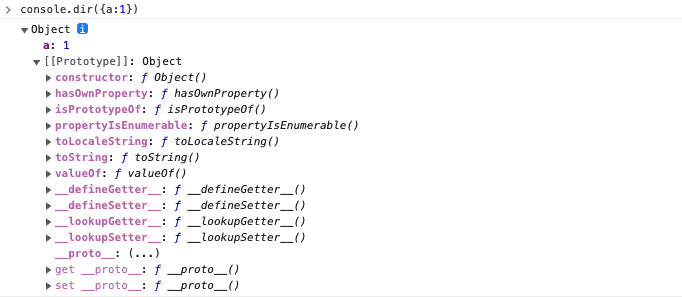 console.dir({a:1})
Object i
a: 1
[[Prototype]]: Object
constructor: ƒ Object()
hasOwnProperty: ƒ hasOwnProperty()
isPrototypeOf: ƒ isPrototypeOf()
propertyIsEnumerable: ƒ propertyIsEnumerable()
toLocaleString: ƒ toLocaleString()
toString: ƒ toString()
valueOf: ƒ valueOf()
__defineGetter__: ƒ __defineGetter__()
__defineSetter__: ƒ __defineSetter__()
__lookupGetter__: ƒ __lookupGetter__()
__lookupSetter__: ƒ __lookupSetter__()
__proto__: (...)
get __proto__: ƒ __proto__()
set __proto__: ƒ __proto__()